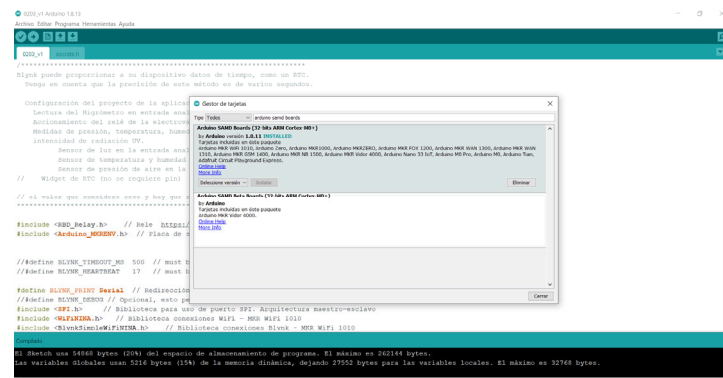 0203_v1 Arduino 1.8.13
Archivo Editar Programa Herramientas Ayuda
0203_v1
secrets.h
/***************************************************************
Blynk puede proporcionar a su dispositivo datos de tiempo, como un RTC.
Tenga en cuenta que la precisión de este método es de varios segundos.
Configuración del proyecto de la aplicac
Lectura del Higrómetro en entrada anal
Accionamiento del relé de la electrová
Medidas de presión, temperatura, humed
intensidad de radiación UV.
Sensor de luz en la entrada anal
Sensor de temperatura y humedad
Sensor de presión de aire en la
// Widget de RTC (no se requiere pin)
#include <RBD_Relay.h> // Rele https:/
#include <Arduino_MKRENV.h> // Placa de s
//#define BLYNK_TIMEOUT_MS 500 // must b
//#define BLYNK_HEARTBEAT 17 // must b
#define BLYNK_PRINT Serial // Redirección
//#define BLYNK_DEBUG // Opcional, esto pe
#include <SPI.h> // Biblioteca para uso de puerto SPI. Arquitectura maestro-esclavo
#include <WiFiNINA.h> // Biblioteca conexiones WiFi - MKR WiFi 1010
#include <BlynkSimpleWiFiNINA.h> // Biblioteca conexiones Blynk - MKR WiFi 1010
Gestor de tarjetas
Tipo Todos
arduino samd boards
Arduino SAMD Boards (32-bits ARM Cortex-M0+)
by Arduino versión 1.8.11 INSTALLED
Tarjetas incluidas en éste paquete
Arduino MKR WiFi 1010, Arduino Zero, Arduino MKR1000, Arduino MKRZERO, Arduino MKR FOX 1200, Arduino MKR WAN 1300, Arduino MKR WAN
1310, Arduino MKR GSM 1400, Arduino MKR NB 1500, Arduino MKR Vidor 4000, Arduino Nano 33 IoT, Arduino M0 Pro, Arduino M0, Arduino Tian,
Adafruit Circuit Playground Express.
Online Help
More Info
Seleccione versión
Instalar
Eliminar
Arduino SAMD Beta Boards (32-bits ARM Cortex-M0+)
by Arduino
Tarjetas incluidas en éste paquete
Arduino MKR Vidor 4000.
Online Help
More Info
Cerrar
Compilado
El Sketch usa 54868 bytes (20%) del espacio de almacenamiento de programa. El máximo es 262144 bytes.
Las variables Globales usan 5216 bytes (15%) de la memoria dinámica, dejando 27552 bytes para las variables locales. El máximo es 32768 bytes.